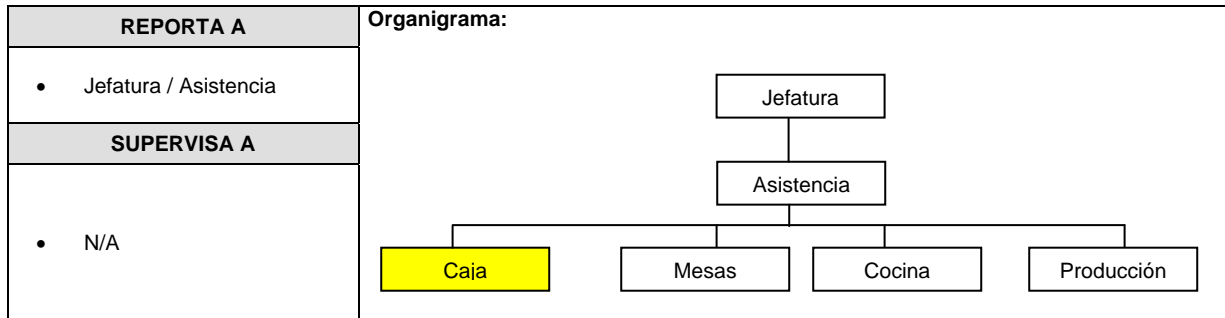 REPORTA A
• Jefatura / Asistencia
SUPERVISA A
• N/A
Organigrama:
Jefatura
Asistencia
Caja
Mesas
Cocina
Producción